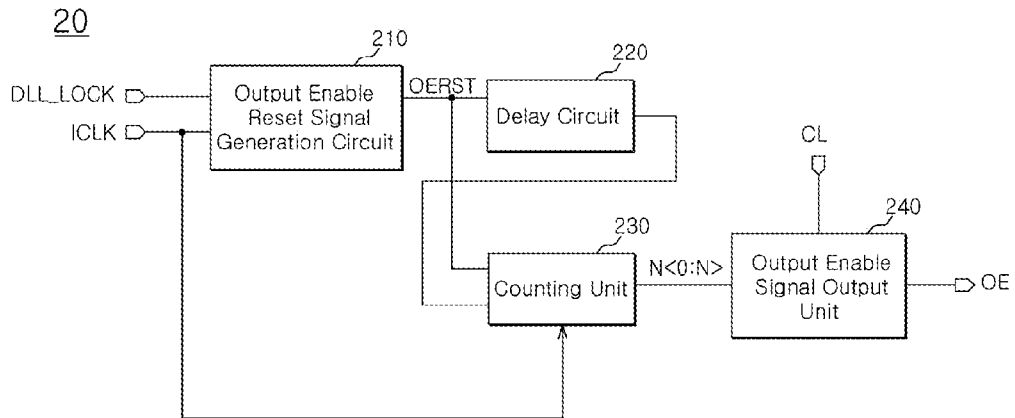 20
210
220
DLL_LOCK
ICLK
Output Enable
Reset Signal
Generation Circuit
OERST
Delay Circuit
CL
230
240
Counting Unit
N<0:N>
Output Enable
Signal Output
Unit
OE